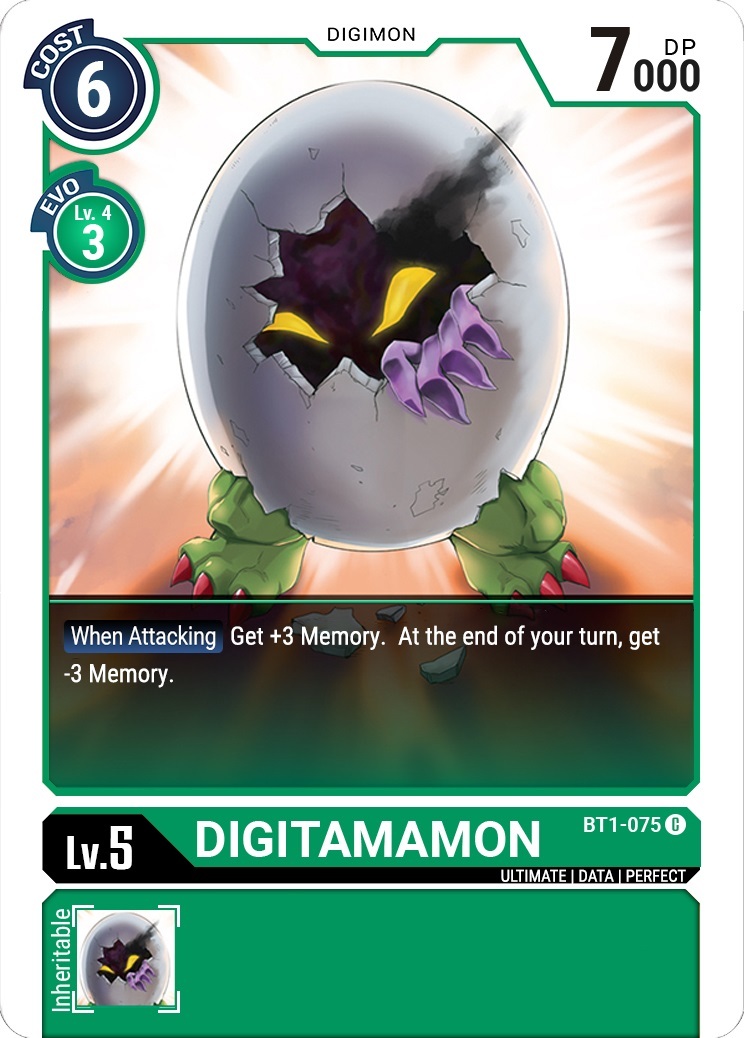 DIGIMON
COST
6
7000
DP
EVO
Lv. 4
3
When Attacking Get +3 Memory. At the end of your turn, get
-3 Memory.
Lv.5
DIGITAMAMON
BT1-075 C
ULTIMATE | DATA | PERFECT
Inheritable